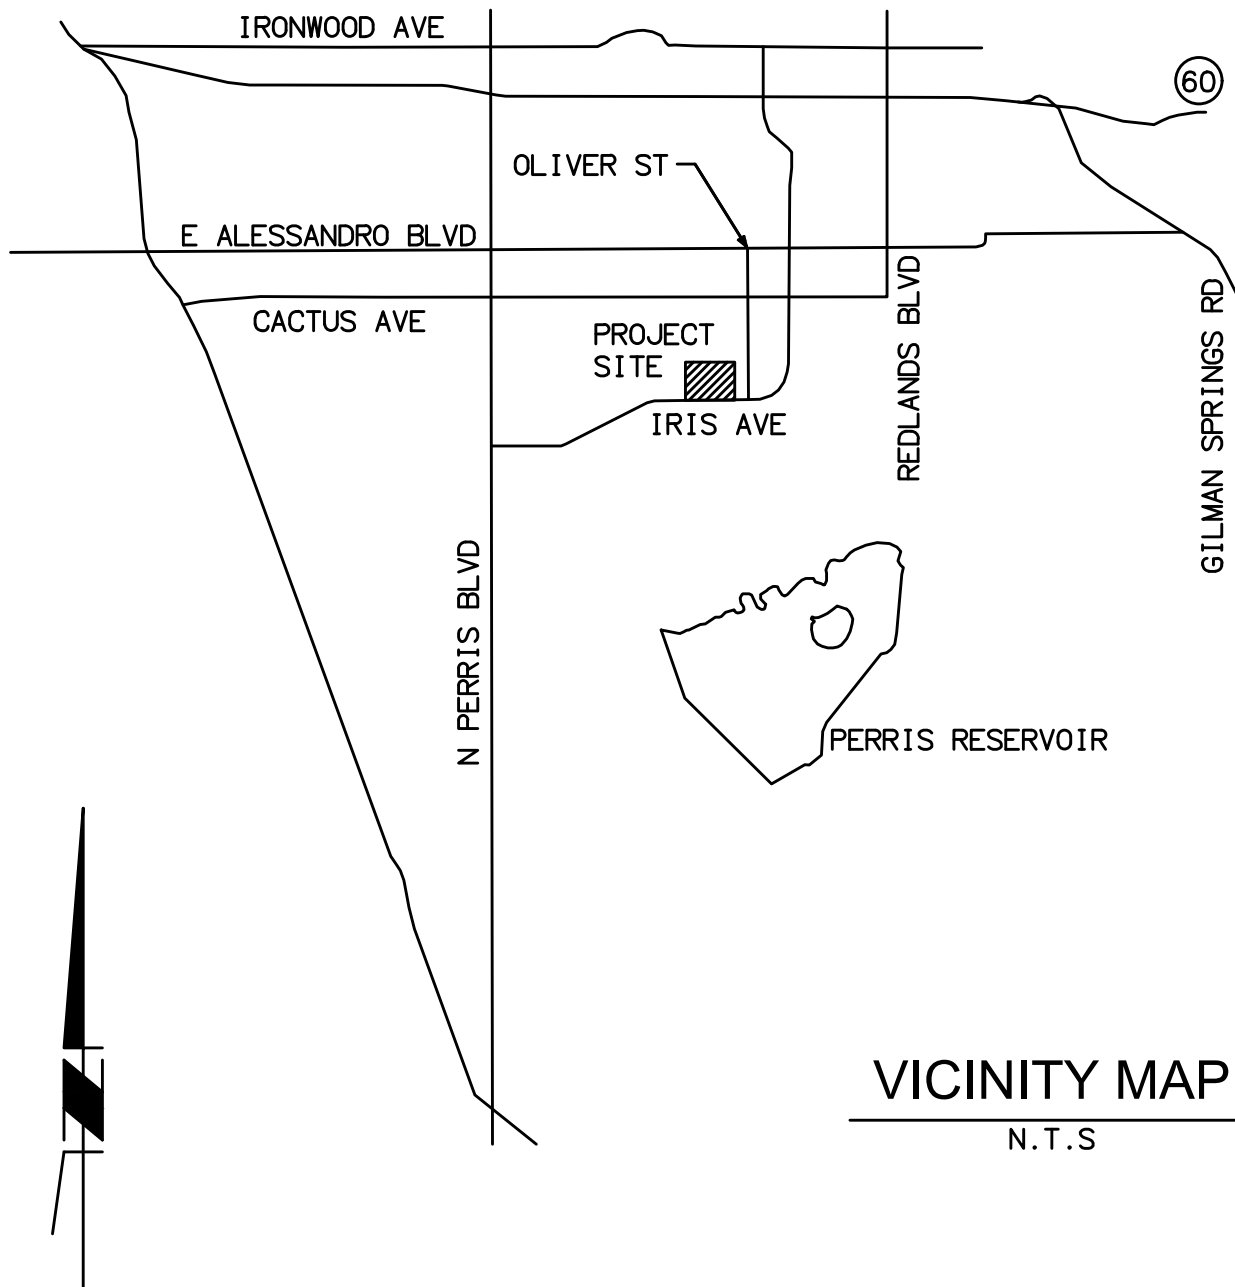 IRONWOOD AVE
60
OLIVER ST
E ALESSANDRO BLVD
CACTUS AVE
PROJECT
SITE
IRIS AVE
REDLANDS BLVD
GILMAN SPRINGS RD
N PERRIS BLVD
PERRIS RESERVOIR
VICINITY MAP
N.T.S